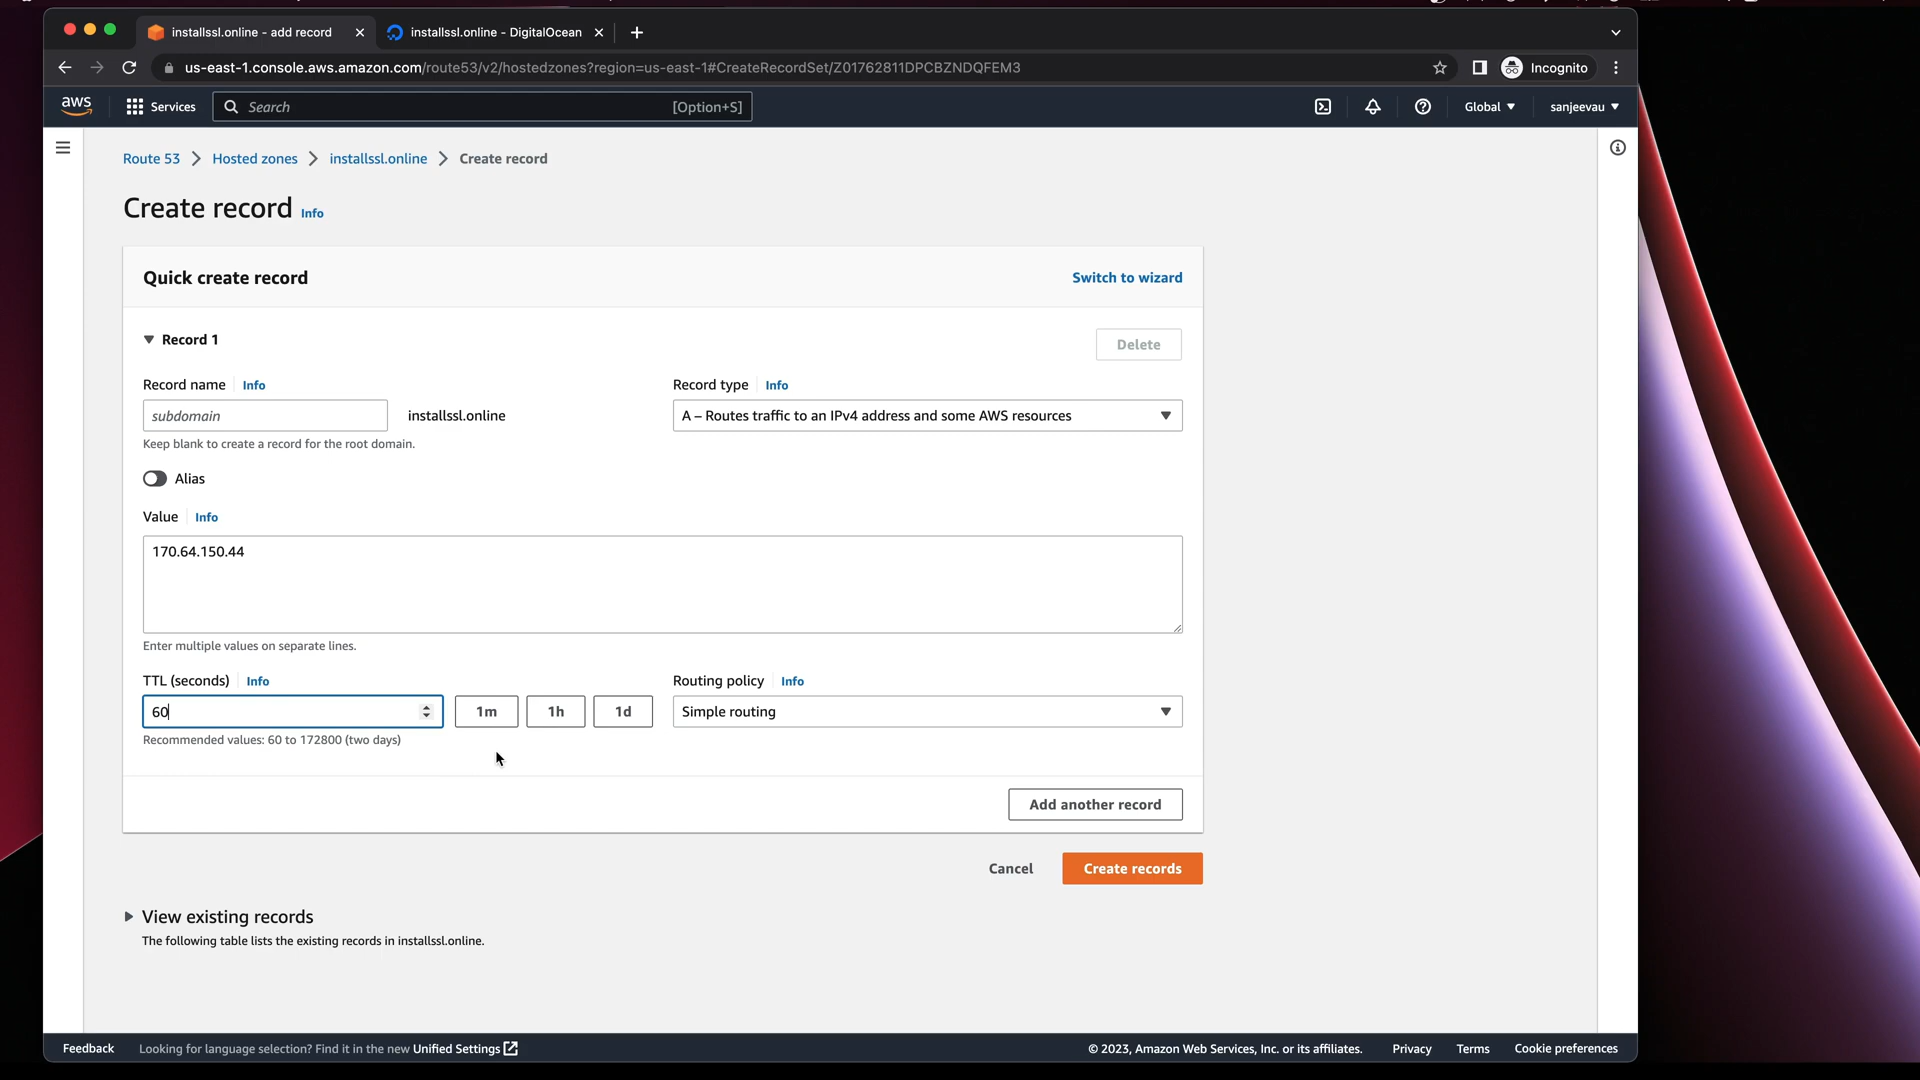 installssl.online - add record
installssl.online - DigitalOcean
us-east-1.console.aws.amazon.com/route53/v2/hostedzones?region=us-east-1#CreateRecordSet/Z01762811DPCBZNDQFEM3
Incognito
aws
Services
Search
[Option+S]
Global
sanjeevau
Route 53
Hosted zones
installssl.online
Create record
Create record Info
Quick create record
Switch to wizard
Record 1
Delete
Record name Info
Record type Info
subdomain
installssl.online
A – Routes traffic to an IPv4 address and some AWS resources
Keep blank to create a record for the root domain.
Alias
Value Info
170.64.150.44
Enter multiple values on separate lines.
TTL (seconds) Info
Routing policy Info
60
1m
1h
1d
Simple routing
Recommended values: 60 to 172800 (two days)
Add another record
Cancel
Create records
View existing records
The following table lists the existing records in installssl.online.
Feedback
Looking for language selection? Find it in the new Unified Settings
© 2023, Amazon Web Services, Inc. or its affiliates.
Privacy
Terms
Cookie preferences